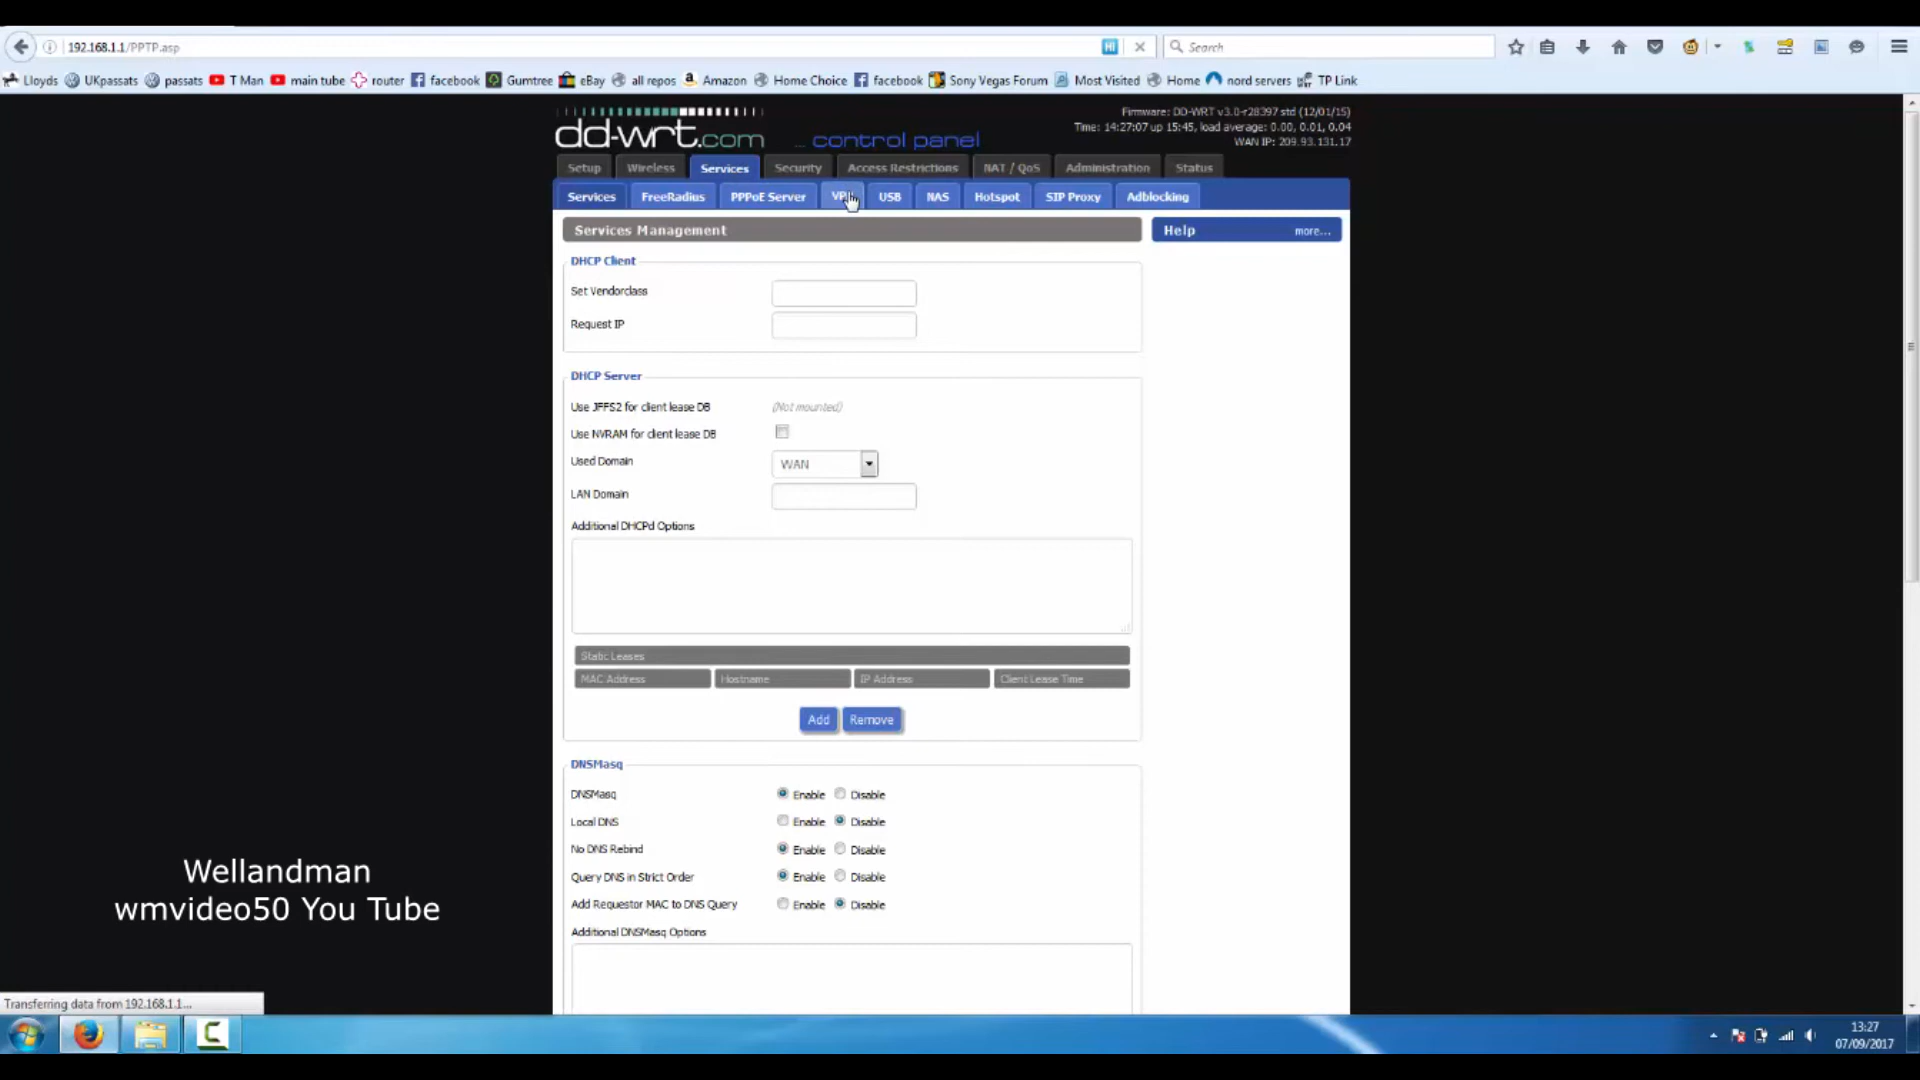 192.168.1.1/PPTP.asp
Search
Lloyds UKpassats passats T Man main tube router facebook Gumtree eBay all repos Amazon Home Choice facebook Sony Vegas Forum Most Visited Home nord servers TP Link
Firmware: DD-WRT v3.0-r28397 std (12/01/15)
Time: 14:27:07 up 15:45, load average: 0.00, 0.01, 0.04
WAN IP: 209.93.131.17
dd-wrt.com ... control panel
Setup Wireless Services Security Access Restrictions NAT / QoS Administration Status
Services FreeRadius PPPoE Server USB NAS Hotspot SIP Proxy Adblocking
Services Management
Help more...
DHCP Client
Set Vendorclass
Request IP
DHCP Server
Use JFFS2 for client lease DB (Not mounted)
Use NVRAM for client lease DB
Used Domain WAN
LAN Domain
Additional DHCPd Options
Static Leases
MAC Address Hostname IP Address Client Lease Time
Add Remove
DNSMasq
DNSMasq Enable Disable
Local DNS Enable Disable
No DNS Rebind Enable Disable
Query DNS in Strict Order Enable Disable
Add Requestor MAC to DNS Query Enable Disable
Additional DNSMasq Options
Wellandman
wmvideo50 You Tube
Transferring data from 192.168.1.1...
13:27
07/09/2017